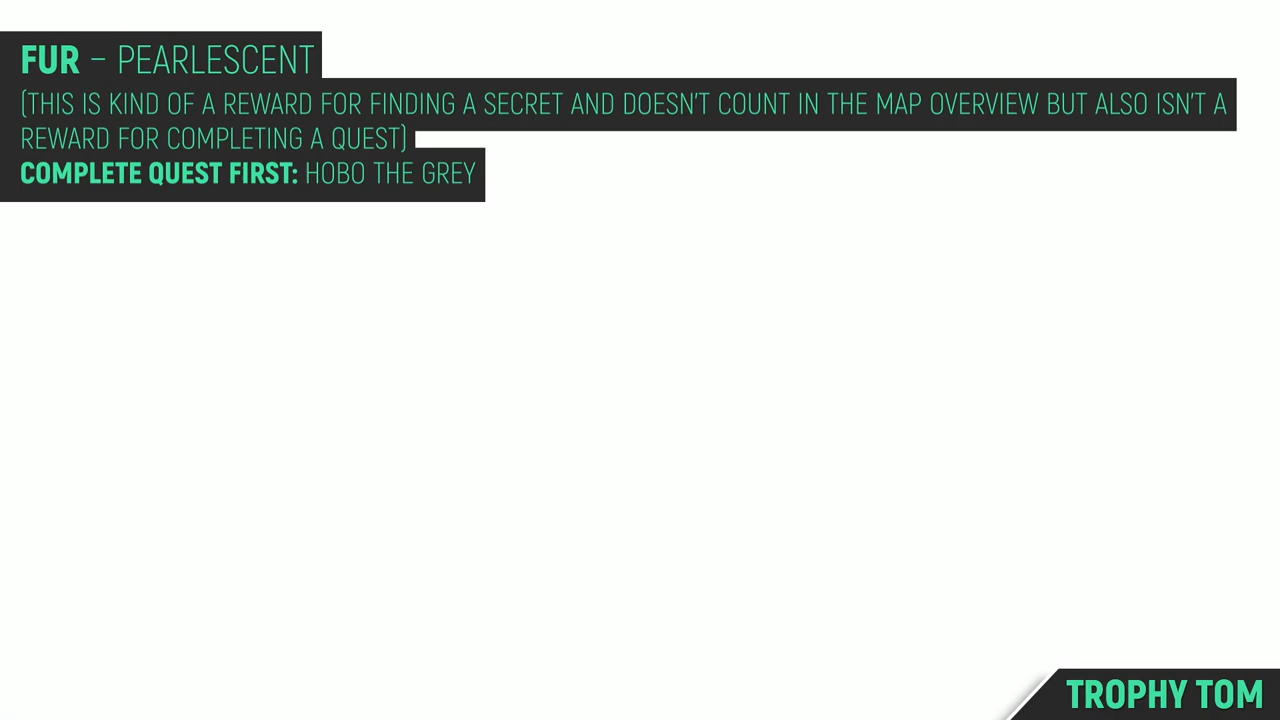 FUR – PEARLESCENT
(THIS IS KIND OF A REWARD FOR FINDING A SECRET AND DOESN'T COUNT IN THE MAP OVERVIEW BUT ALSO ISN'T A
REWARD FOR COMPLETING A QUEST)
COMPLETE QUEST FIRST: HOBO THE GREY
TROPHY TOM